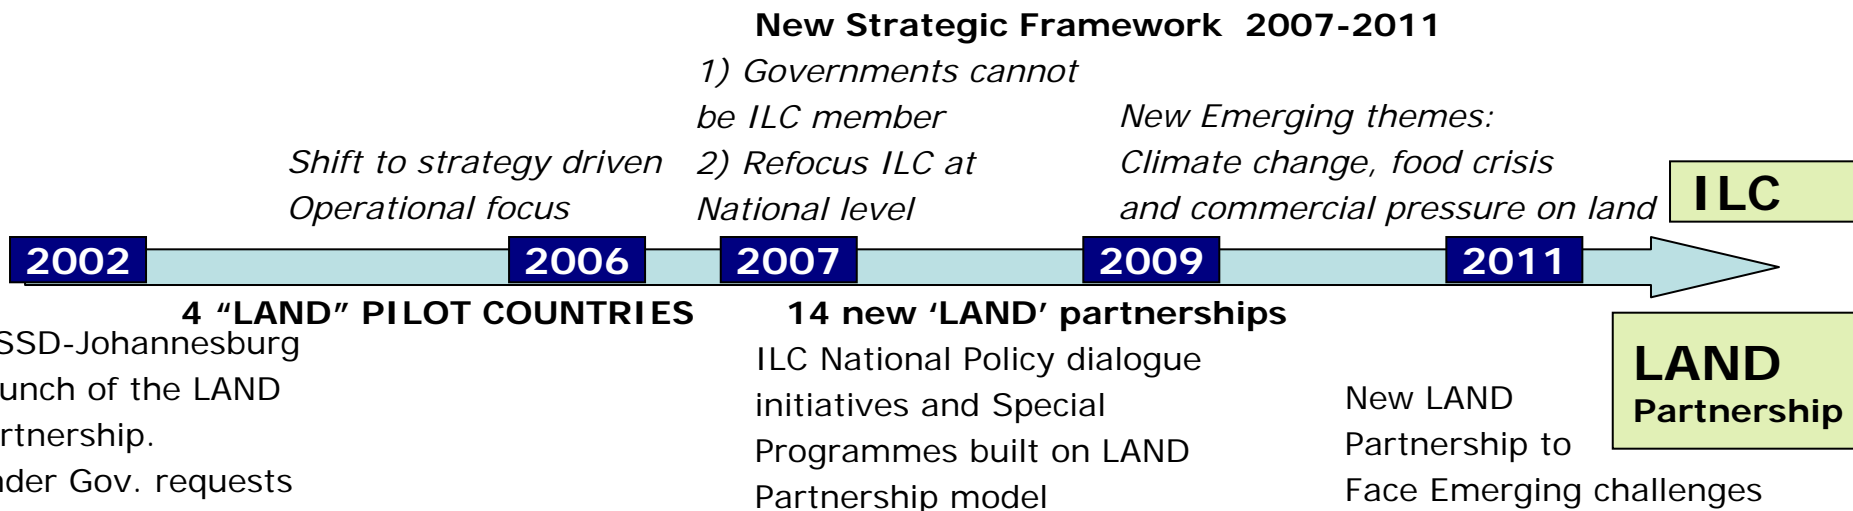 New Strategic Framework 2007-2011
1) Governments cannot
be ILC member
2) Refocus ILC at
National level
Shift to strategy driven
Operational focus
New Emerging themes:
Climate change, food crisis
and commercial pressure on land
ILC
2002 2006 2007 2009 2011
4 “LAND” PILOT COUNTRIES
SSD-Johannesburg
unch of the LAND
rtnership.
der Gov. requests
14 new ‘LAND’ partnerships
ILC National Policy dialogue
initiatives and Special
Programmes built on LAND
Partnership model
New LAND
Partnership to
Face Emerging challenges
LAND
Partnership